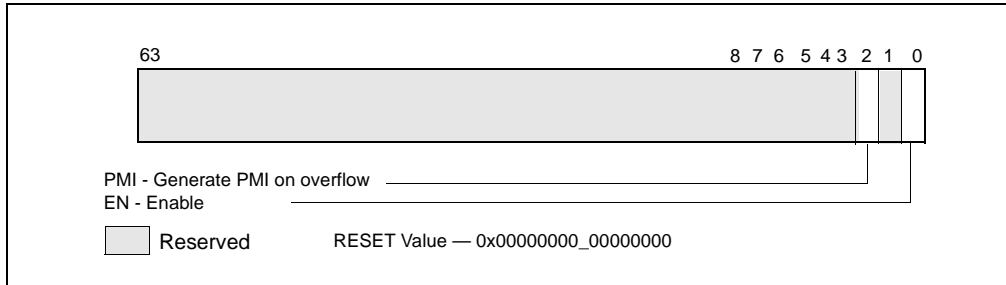 63 8 7 6 5 4 3 2 1 0
PMI - Generate PMI on overflow
EN - Enable
Reserved RESET Value — 0x00000000_00000000